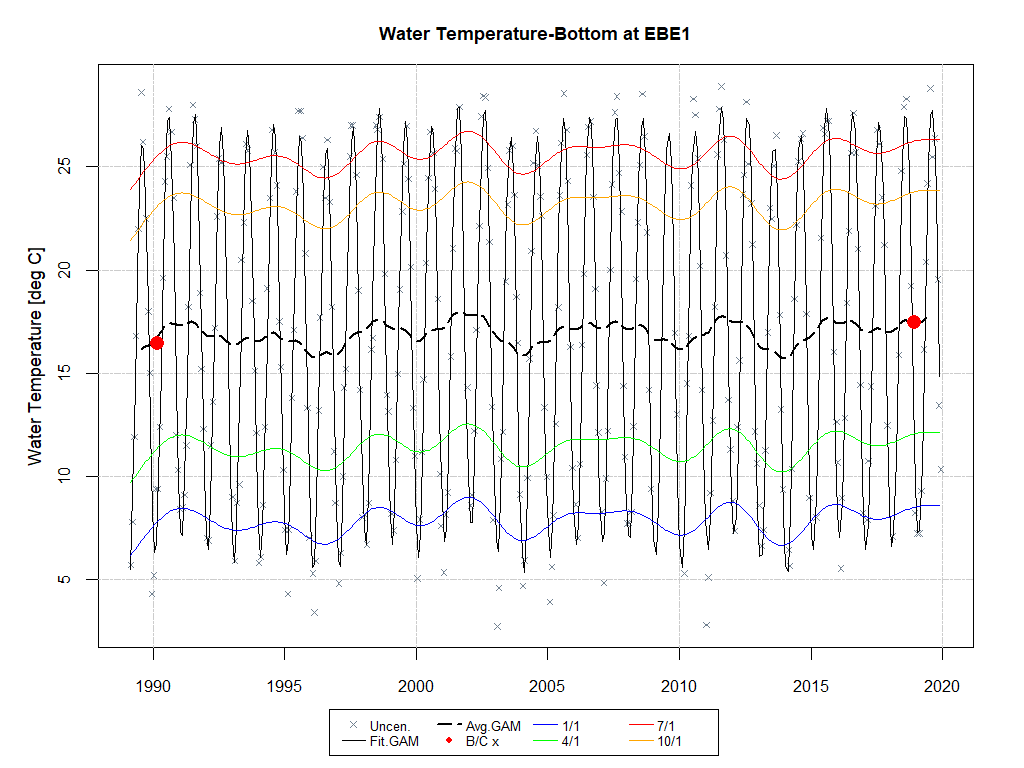 Water Temperature-Bottom at EBE1
Water Temperature [deg C]
25
20
15
10
5
1990 1995 2000 2005 2010 2015 2020
Uncen. Avg.GAM 1/1 7/1
Fit.GAM B/C x 4/1 10/1